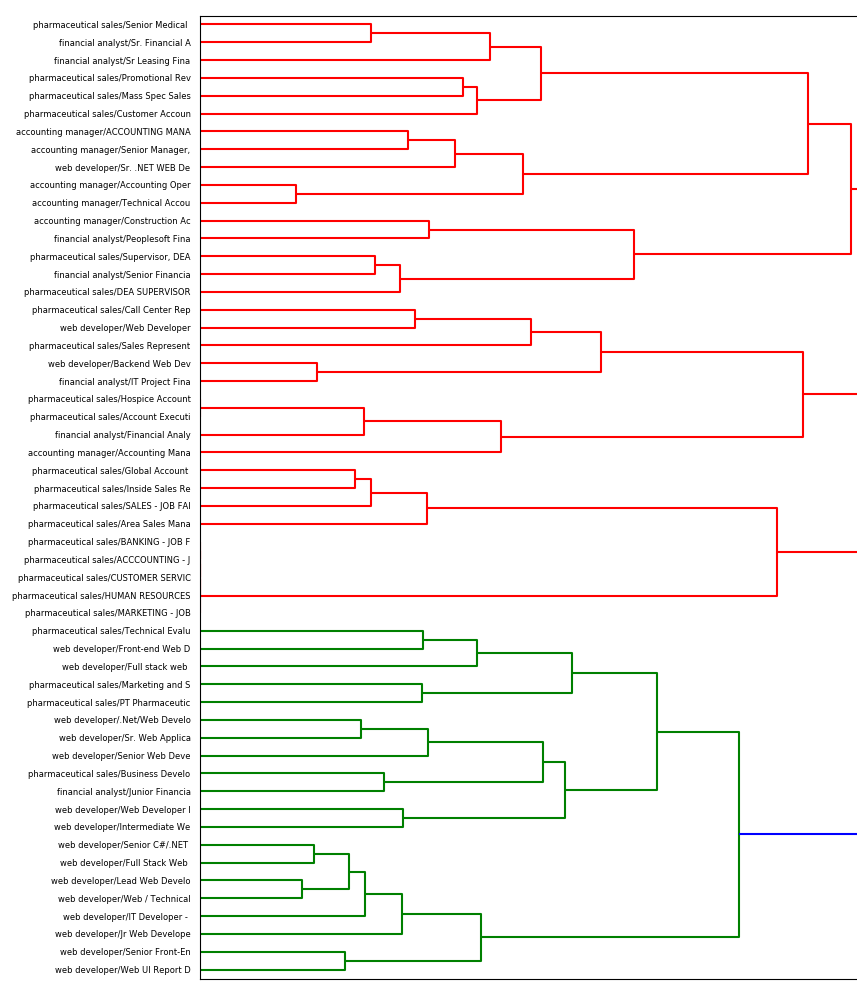 pharmaceutical sales/Senior Medical
financial analyst/Sr. Financial A
financial analyst/Sr Leasing Fina
pharmaceutical sales/Promotional Rev
pharmaceutical sales/Mass Spec Sales
pharmaceutical sales/Customer Accoun
accounting manager/ACCOUNTING MANA
accounting manager/Senior Manager,
web developer/Sr. .NET WEB De
accounting manager/Accounting Oper
accounting manager/Technical Accou
accounting manager/Construction Ac
financial analyst/Peoplesoft Fina
pharmaceutical sales/Supervisor, DEA
financial analyst/Senior Financia
pharmaceutical sales/DEA SUPERVISOR
pharmaceutical sales/Call Center Rep
web developer/Web Developer
pharmaceutical sales/Sales Represent
web developer/Backend Web Dev
financial analyst/IT Project Fina
pharmaceutical sales/Hospice Account
pharmaceutical sales/Account Executi
financial analyst/Financial Analy
accounting manager/Accounting Mana
pharmaceutical sales/Global Account
pharmaceutical sales/Inside Sales Re
pharmaceutical sales/SALES - JOB FAI
pharmaceutical sales/Area Sales Mana
pharmaceutical sales/BANKING - JOB F
pharmaceutical sales/ACCCOUNTING - J
pharmaceutical sales/CUSTOMER SERVIC
pharmaceutical sales/HUMAN RESOURCES
pharmaceutical sales/MARKETING - JOB
pharmaceutical sales/Technical Evalu
web developer/Front-end Web D
web developer/Full stack web
pharmaceutical sales/Marketing and S
pharmaceutical sales/PT Pharmaceutic
web developer/.Net/Web Develo
web developer/Sr. Web Applica
web developer/Senior Web Deve
pharmaceutical sales/Business Develo
financial analyst/Junior Financia
web developer/Web Developer I
web developer/Intermediate We
web developer/Senior C#/.NET
web developer/Full Stack Web
web developer/Lead Web Develo
web developer/Web / Technical
web developer/IT Developer -
web developer/Jr Web Develope
web developer/Senior Front-En
web developer/Web UI Report D